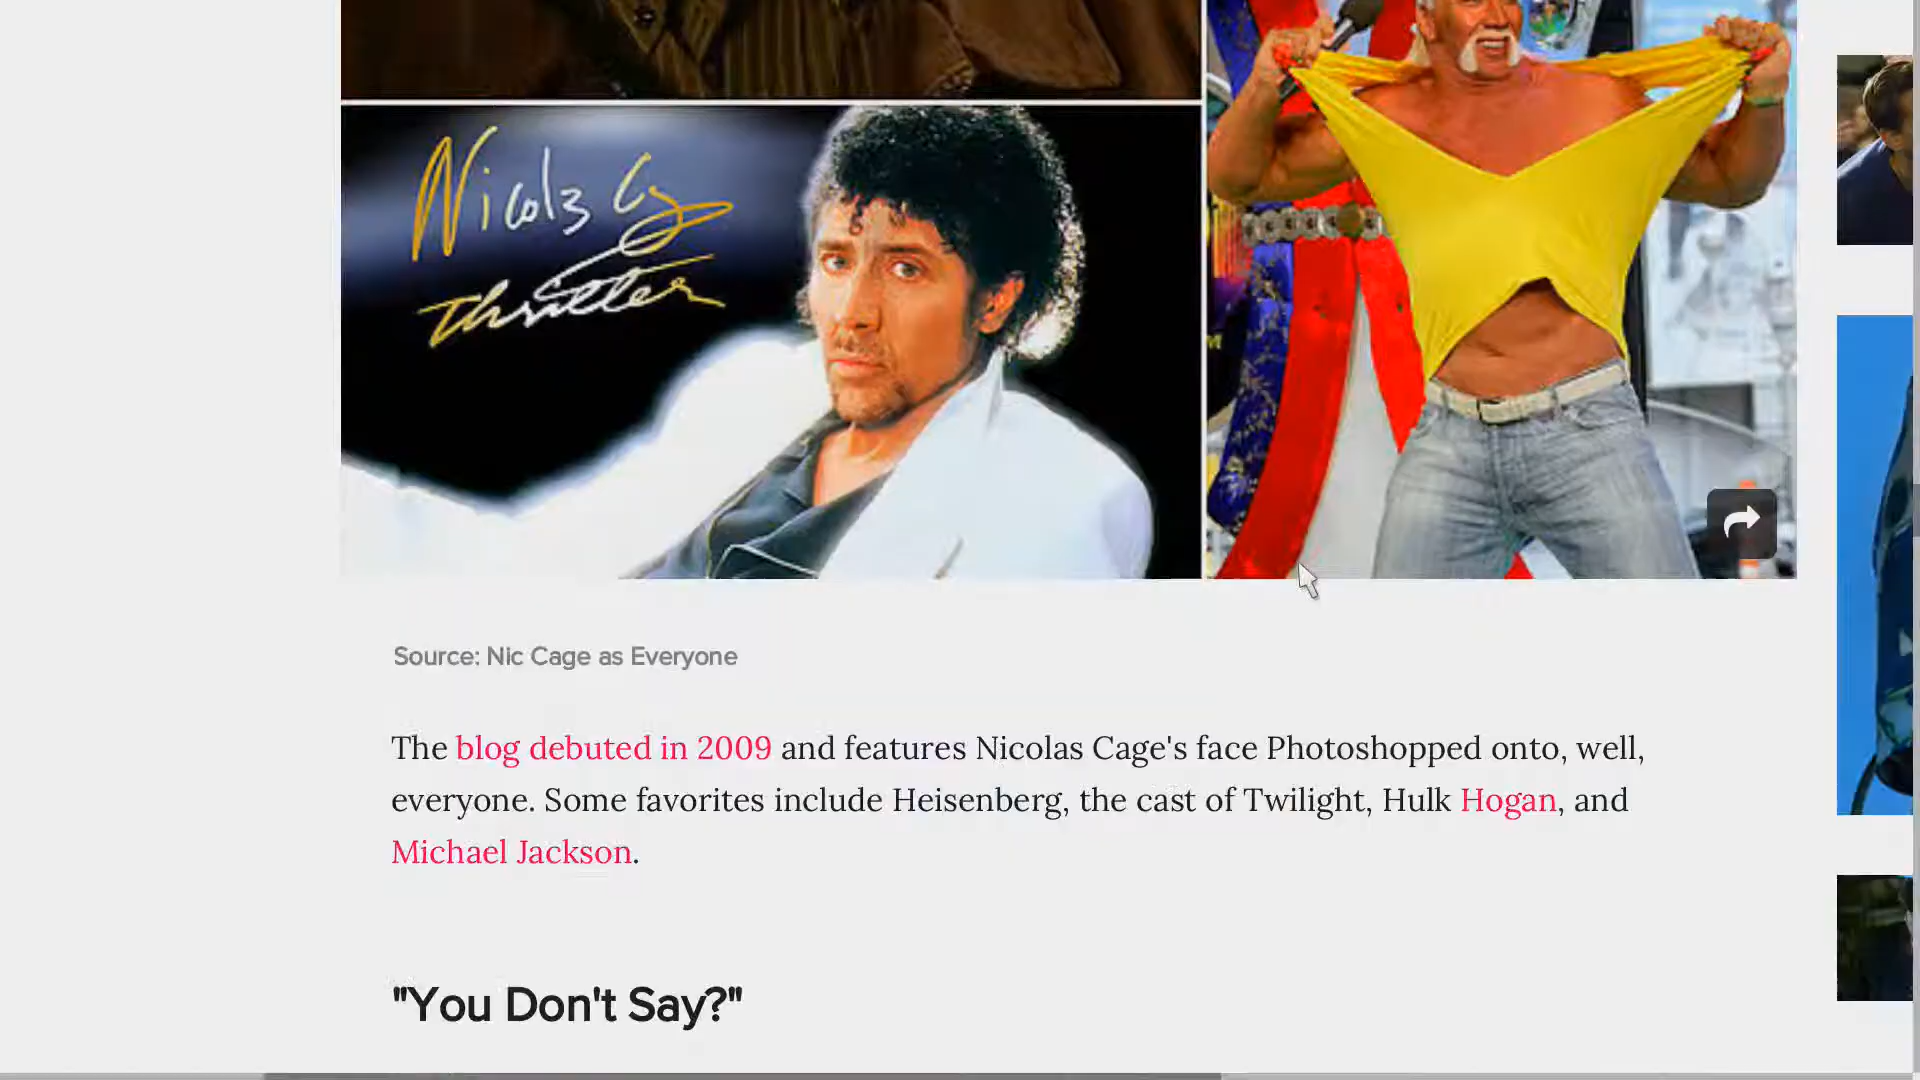 Nicolas Cage
Thriller
Source: Nic Cage as Everyone
The blog debuted in 2009 and features Nicolas Cage's face Photoshopped onto, well,
everyone. Some favorites include Heisenberg, the cast of Twilight, Hulk Hogan, and
Michael Jackson.
"You Don't Say?"